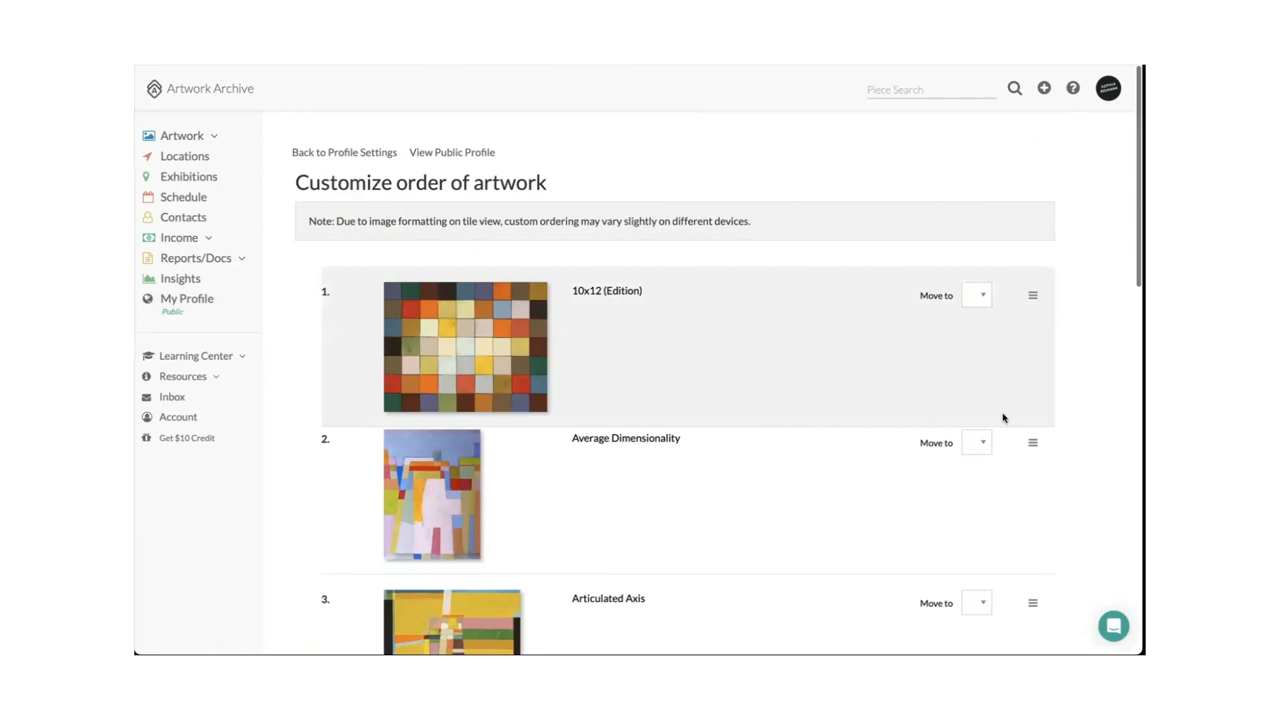 Artwork Archive
Piece Search
Artwork
Locations
Exhibitions
Schedule
Contacts
Income
Reports/Docs
Insights
My Profile
Public
Learning Center
Resources
Inbox
Account
Get $10 Credit
Back to Profile Settings View Public Profile
Customize order of artwork
Note: Due to image formatting on tile view, custom ordering may vary slightly on different devices.
1. 10x12 (Edition) Move to
2. Average Dimensionality Move to
3. Articulated Axis Move to